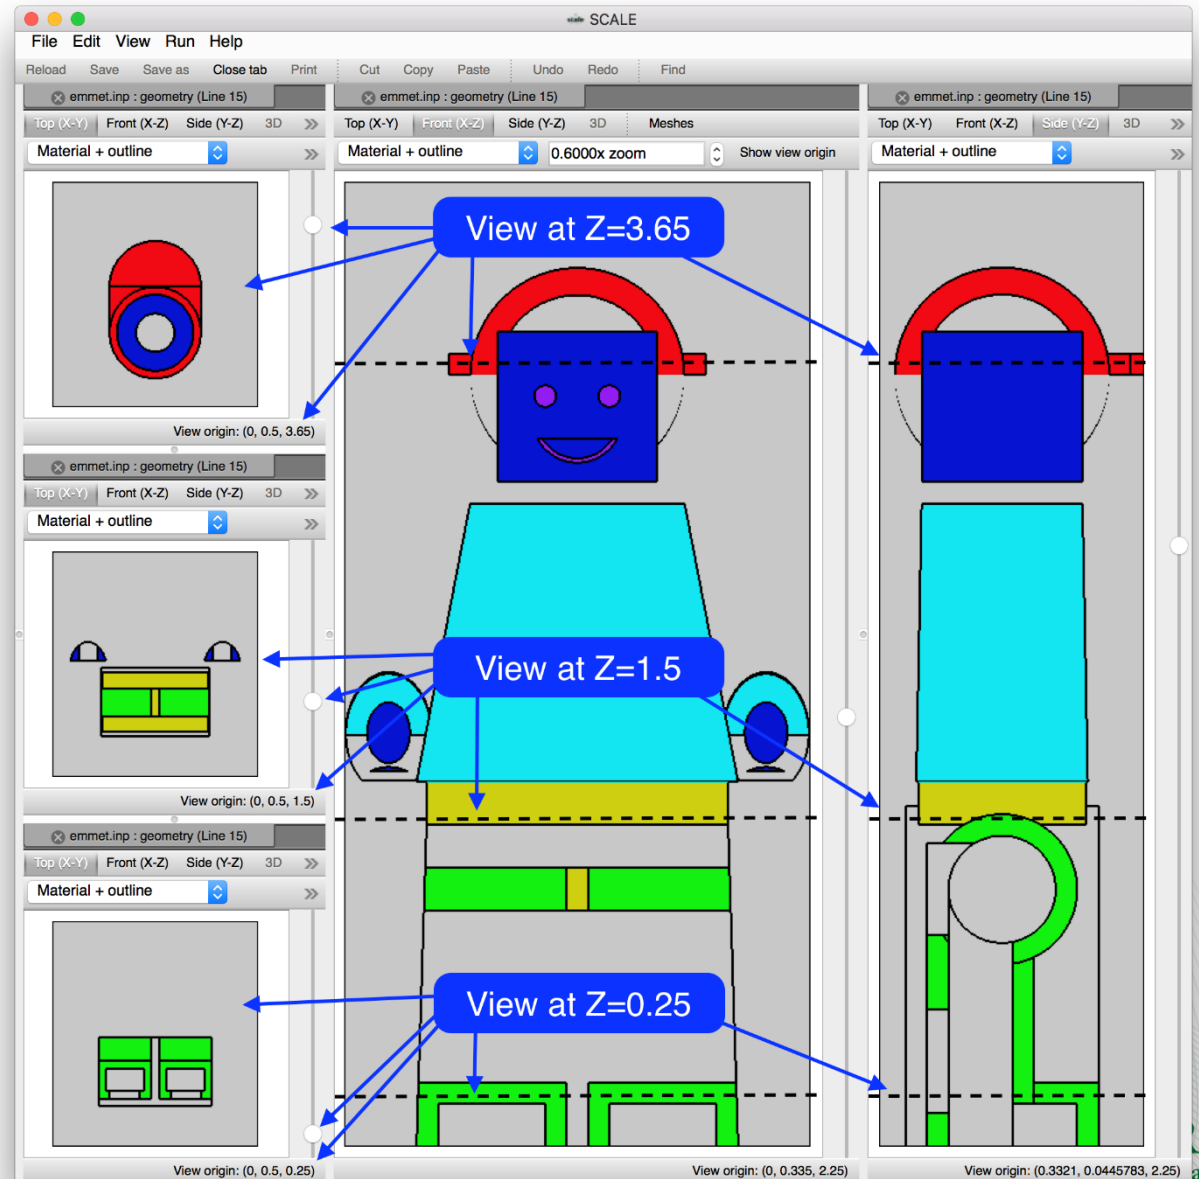 scale SCALE
File Edit View Run Help
Reload Save Save as Close tab Print Cut Copy Paste Undo Redo Find
emmet.inp : geometry (Line 15)
Top (X-Y) Front (X-Z) Side (Y-Z) 3D »
Material + outline »
View origin: (0, 0.5, 3.65)
emmet.inp : geometry (Line 15)
Top (X-Y) Front (X-Z) Side (Y-Z) 3D »
Material + outline »
View origin: (0, 0.5, 1.5)
emmet.inp : geometry (Line 15)
Top (X-Y) Front (X-Z) Side (Y-Z) 3D »
Material + outline »
View origin: (0, 0.5, 0.25)
emmet.inp : geometry (Line 15)
Top (X-Y) Front (X-Z) Side (Y-Z) 3D Meshes
Material + outline 0.6000x zoom Show view origin
View at Z=3.65
View at Z=1.5
View at Z=0.25
View origin: (0, 0.335, 2.25)
emmet.inp : geometry (Line 15)
Top (X-Y) Front (X-Z) Side (Y-Z) 3D »
Material + outline »
View origin: (0.3321, 0.0445783, 2.25)